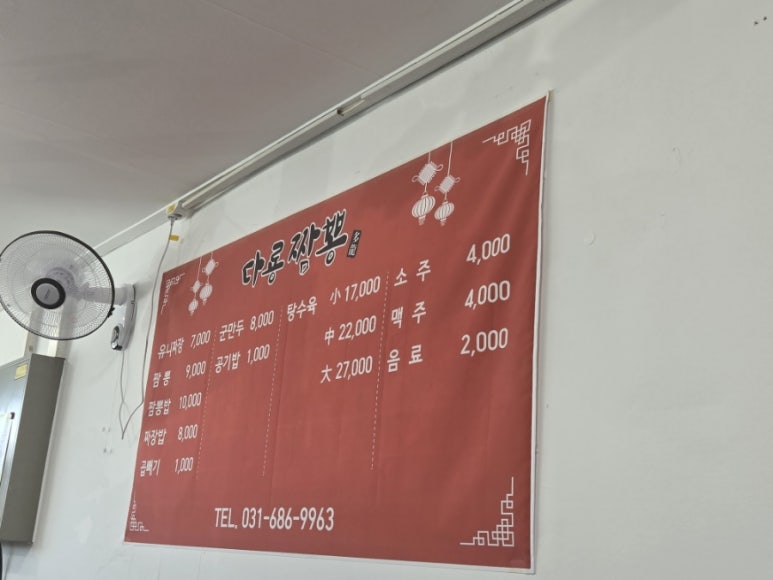 다룡짬뽕
유니짜장 7,000
짬뽕 9,000
짬뽕밥 10,000
짜장밥 8,000
곱빼기 1,000
군만두 8,000
공기밥 1,000
탕수육 小 17,000
中 22,000
大 27,000
소주 4,000
맥주 4,000
음료 2,000
TEL. 031-686-9963